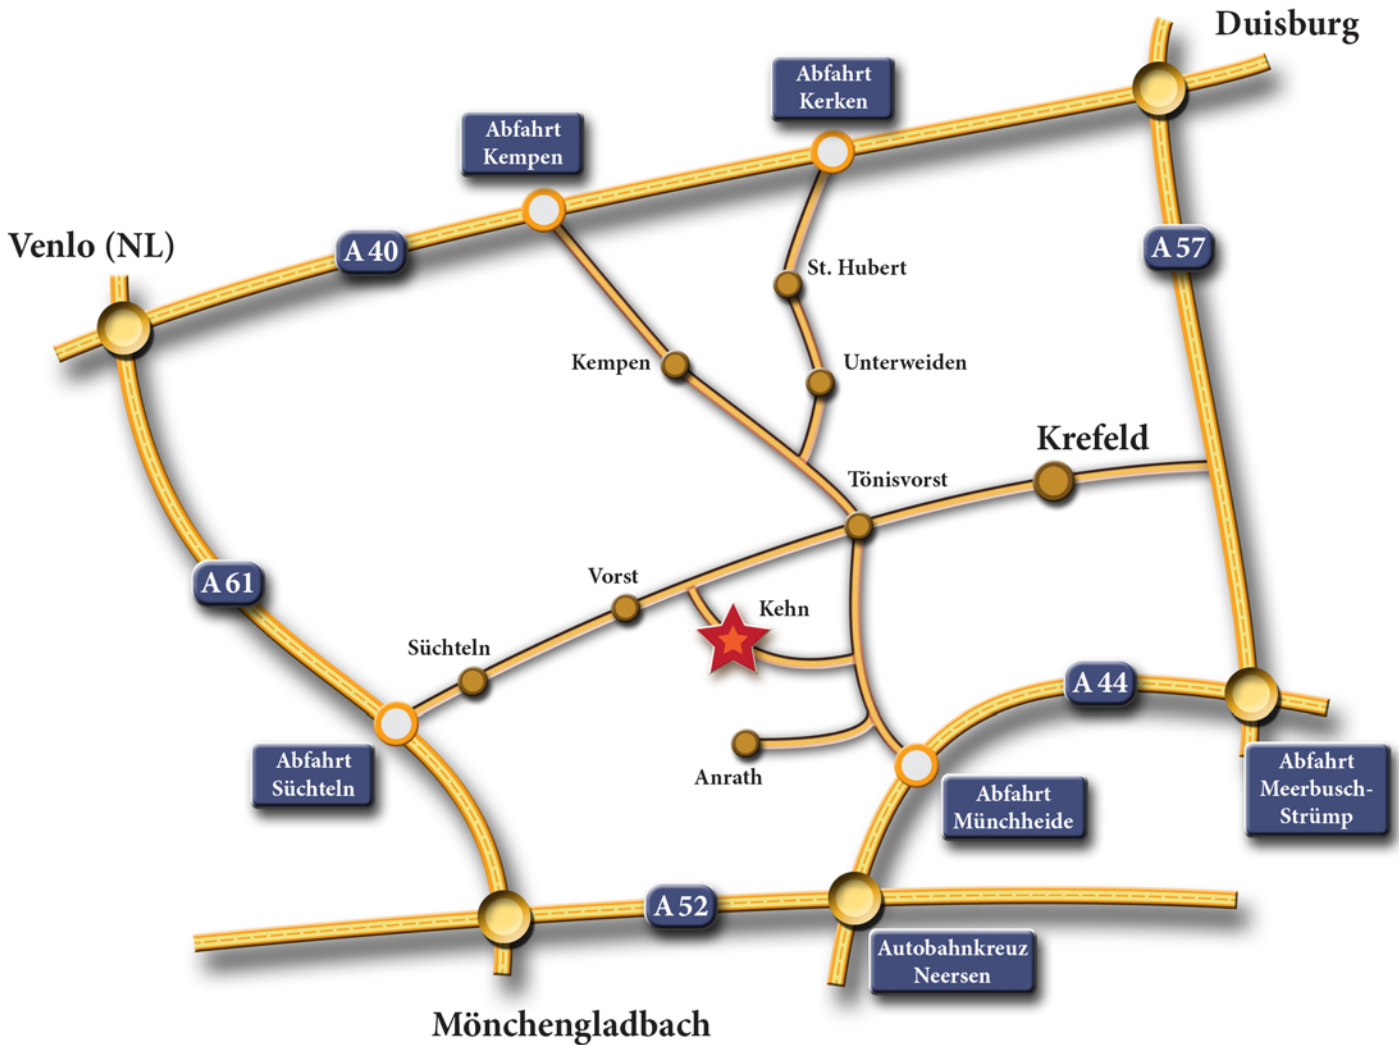 Duisburg
Abfahrt
Kerken
Abfahrt
Kempen
Venlo (NL)
A 40
A 57
St. Hubert
Kempen
Unterweiden
Krefeld
Tönisvorst
A 61
Vorst
Kehn
Süchteln
A 44
Abfahrt
Süchteln
Anrath
Abfahrt
Münchheide
Abfahrt
Meerbusch-
Strümp
A 52
Autobahnkreuz
Neersen
Mönchengladbach